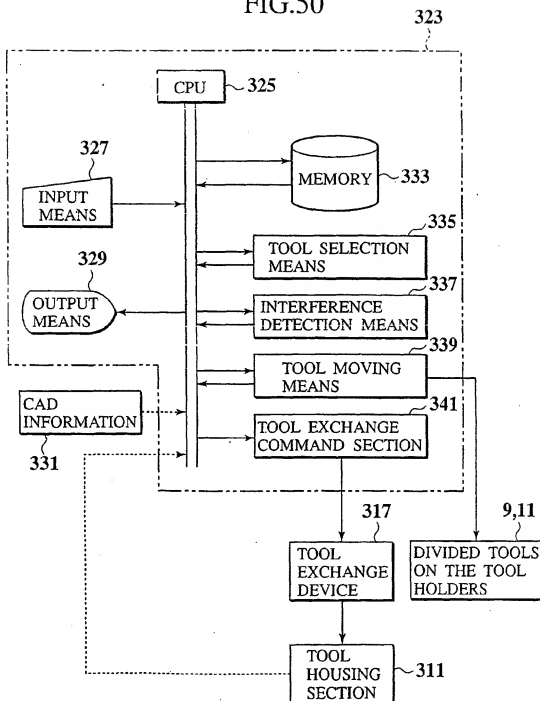 FIG.50
323
CPU
325
327
INPUT
MEANS
MEMORY
333
335
TOOL SELECTION
MEANS
329
OUTPUT
MEANS
337
INTERFERENCE
DETECTION MEANS
339
TOOL MOVING
MEANS
CAD
INFORMATION
331
341
TOOL EXCHANGE
COMMAND SECTION
317
TOOL
EXCHANGE
DEVICE
9,11
DIVIDED TOOLS
ON THE TOOL
HOLDERS
TOOL
HOUSING
SECTION
311